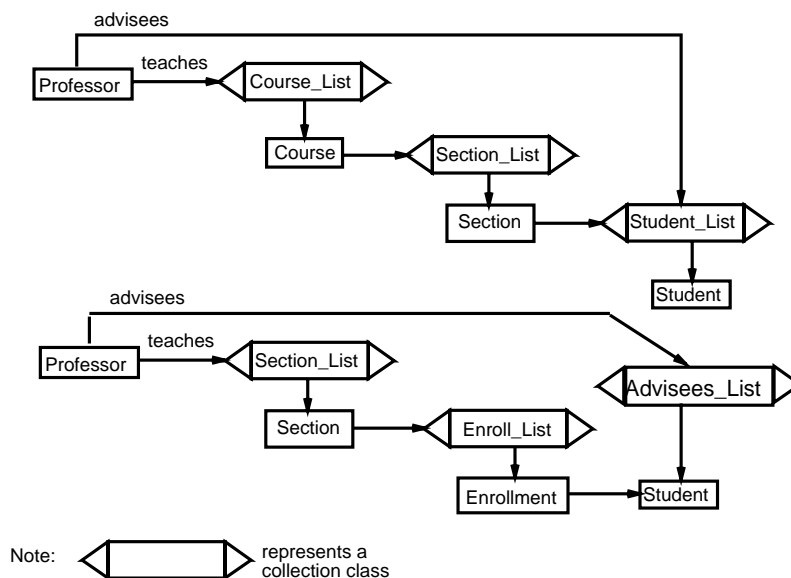 advisees
teaches
Professor
Course_List
Course
Section_List
Section
Student_List
Student
advisees
teaches
Professor
Section_List
Advisees_List
Section
Enroll_List
Enrollment
Student
Note:
represents a
collection class